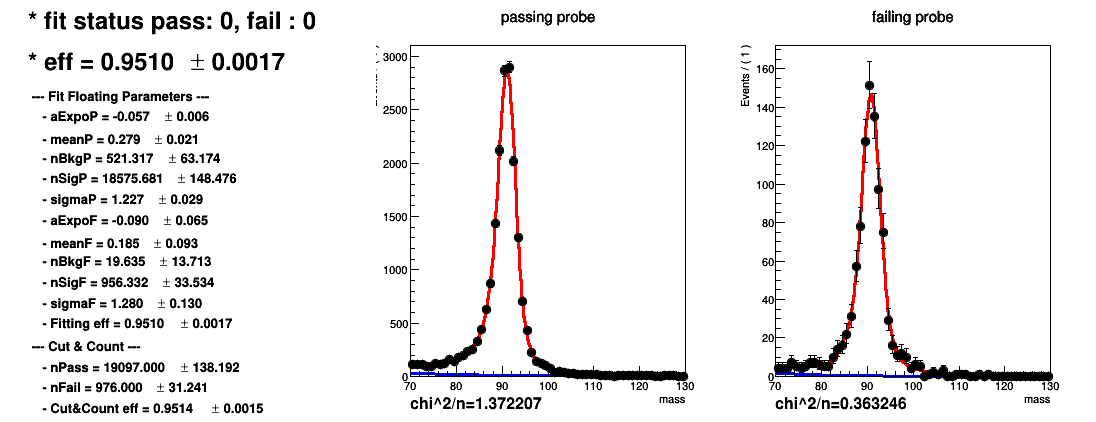 * fit status pass: 0, fail : 0
* eff = 0.9510 ± 0.0017
--- Fit Floating Parameters ---
- aExpoP = -0.057 ± 0.006
- meanP = 0.279 ± 0.021
- nBkgP = 521.317 ± 63.174
- nSigP = 18575.681 ± 148.476
- sigmaP = 1.227 ± 0.029
- aExpoF = -0.090 ± 0.065
- meanF = 0.185 ± 0.093
- nBkgF = 19.635 ± 13.713
- nSigF = 956.332 ± 33.534
- sigmaF = 1.280 ± 0.130
- Fitting eff = 0.9510 ± 0.0017
--- Cut & Count ---
- nPass = 19097.000 ± 138.192
- nFail = 976.000 ± 31.241
- Cut&Count eff = 0.9514 ± 0.0015
passing probe
3000
2500
2000
1500
1000
500
0
70 80 90 100 110 120 130
mass
chi^2/n=1.372207
failing probe
Events / ( 1 )
160
140
120
100
80
60
40
20
0
70 80 90 100 110 120 130
mass
chi^2/n=0.363246